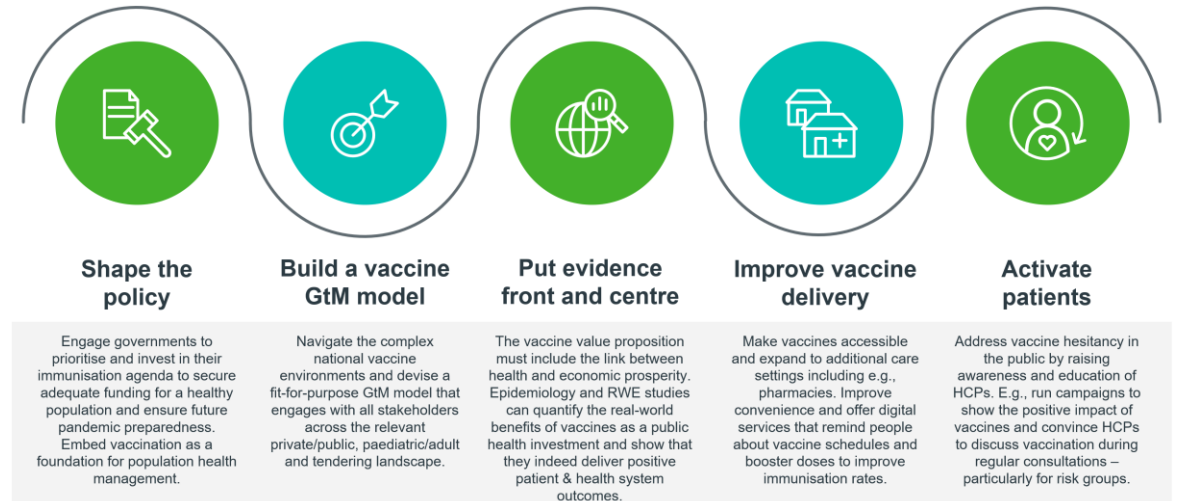 Shape the
policy
Engage governments to
prioritise and invest in their
immunisation agenda to secure
adequate funding for a healthy
population and ensure future
pandemic preparedness.
Embed vaccination as a
foundation for population health
management.
Build a vaccine
GtM model
Navigate the complex
national vaccine
environments and devise a
fit-for-purpose GtM model that
engages with all stakeholders
across the relevant
private/public, paediatric/adult
and tendering landscape.
Put evidence
front and centre
The vaccine value proposition
must include the link between
health and economic prosperity.
Epidemiology and RWE studies
can quantify the real-world
benefits of vaccines as a public
health investment and show that
they indeed deliver positive
patient & health system
outcomes.
Improve vaccine
delivery
Make vaccines accessible
and expand to additional care
settings including e.g.,
pharmacies. Improve
convenience and offer digital
services that remind people
about vaccine schedules and
booster doses to improve
immunisation rates.
Activate
patients
Address vaccine hesitancy in
the public by raising
awareness and education of
HCPs. E.g., run campaigns to
show the positive impact of
vaccines and convince HCPs
to discuss vaccination during
regular consultations –
particularly for risk groups.